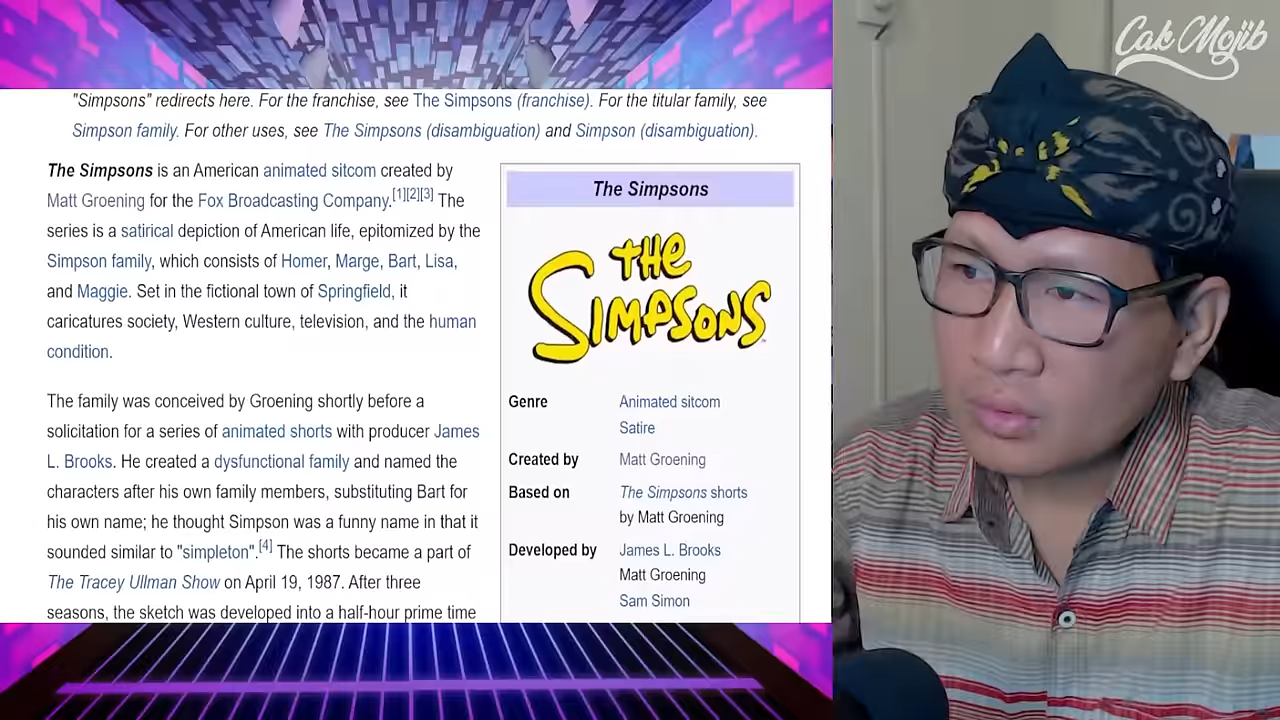 Cak Mojib
"Simpsons" redirects here. For the franchise, see The Simpsons (franchise). For the titular family, see
Simpson family. For other uses, see The Simpsons (disambiguation) and Simpson (disambiguation).
The Simpsons is an American animated sitcom created by
Matt Groening for the Fox Broadcasting Company.[1][2][3] The
series is a satirical depiction of American life, epitomized by the
Simpson family, which consists of Homer, Marge, Bart, Lisa,
and Maggie. Set in the fictional town of Springfield, it
caricatures society, Western culture, television, and the human
condition.
The family was conceived by Groening shortly before a
solicitation for a series of animated shorts with producer James
L. Brooks. He created a dysfunctional family and named the
characters after his own family members, substituting Bart for
his own name; he thought Simpson was a funny name in that it
sounded similar to "simpleton".[4] The shorts became a part of
The Tracey Ullman Show on April 19, 1987. After three
seasons, the sketch was developed into a half-hour prime time
The Simpsons
THE
SIMPSONS™
Genre Animated sitcom
Satire
Created by Matt Groening
Based on The Simpsons shorts
by Matt Groening
Developed by James L. Brooks
Matt Groening
Sam Simon